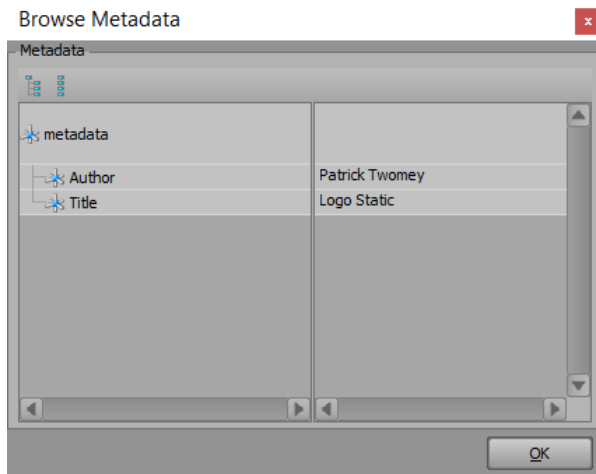 Browse Metadata
x
Metadata
metadata
Author Patrick Twomey
Title Logo Static
OK